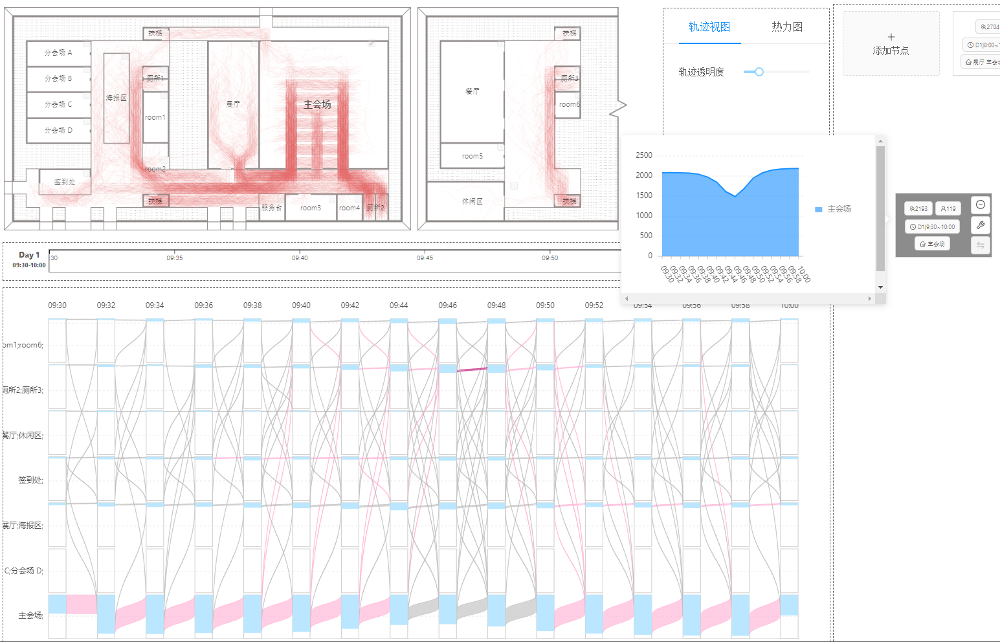 扶梯
分会场 A
分会场 B
分会场 C
分会场 D
海报区
厕所1
room1
room2
展厅
主会场
签到处
扶梯
服务台
room3
room4
厕所2
扶梯
厕所3
餐厅
room6
room5
休闲区
扶梯
轨迹视图
热力图
轨迹透明度
+
添加节点
2704
D1|8:00~1
展厅 主会场
2500
2000
1500
1000
500
0
09:30
09:32
09:34
09:36
09:38
09:40
09:42
09:44
09:46
09:48
09:50
09:52
09:54
09:56
09:58
10:00
主会场
2193
119
D1|9:30~10:00
主会场
Day 1
09:30-10:00
:30
09:35
09:40
09:45
09:50
09:30
09:32
09:34
09:36
09:38
09:40
09:42
09:44
09:46
09:48
09:50
09:52
09:54
09:56
09:58
10:00
om1;room6;
厕所2;厕所3;
餐厅;休闲区;
签到处;
展厅;海报区;
C;分会场 D;
主会场;